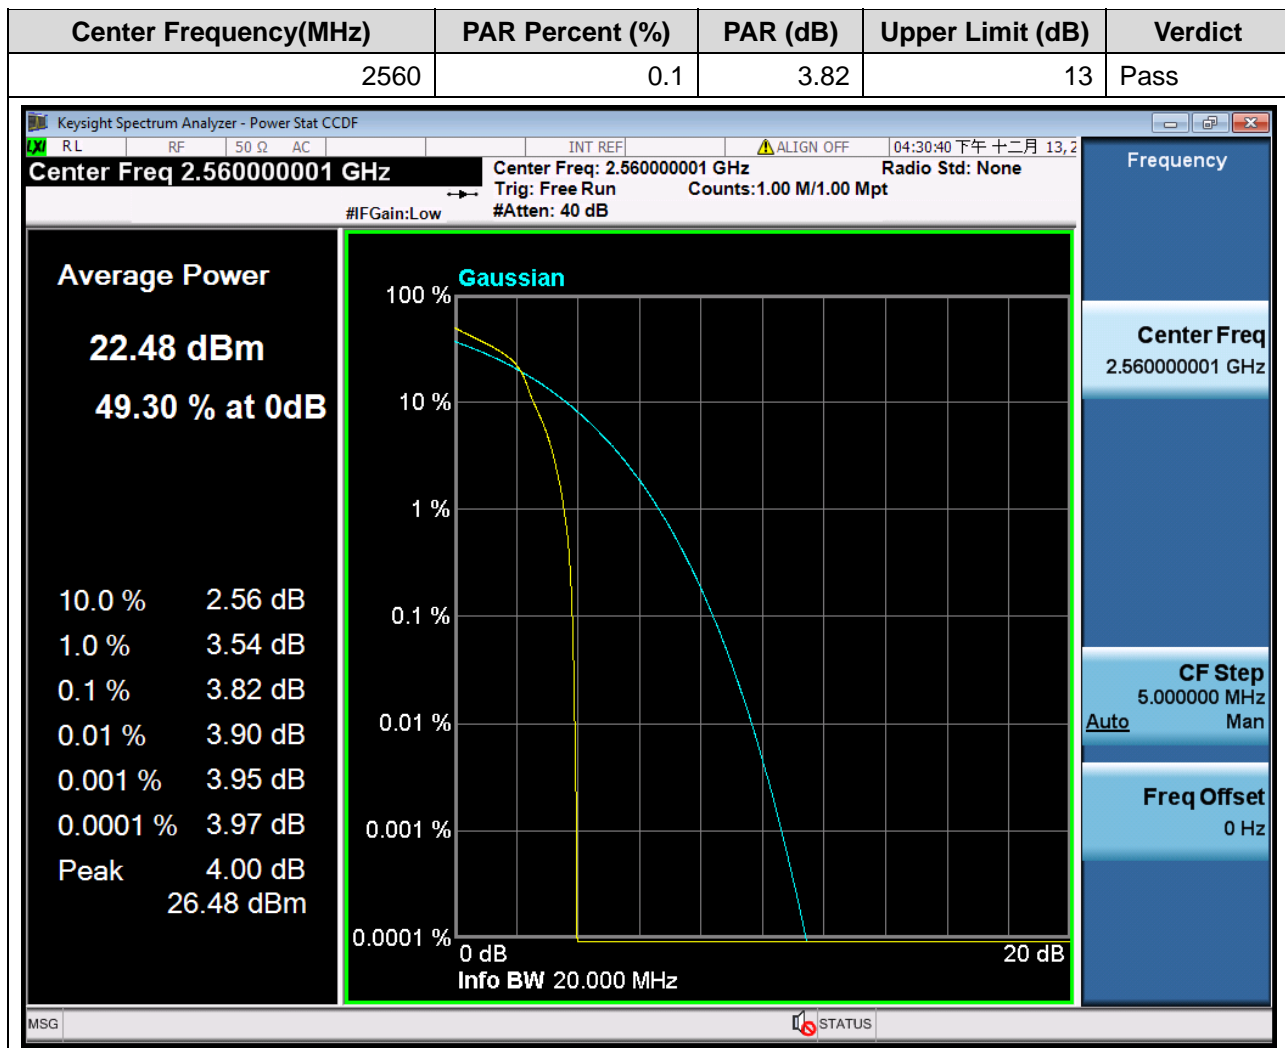 Center Frequency(MHz) PAR Percent (%) PAR (dB) Upper Limit (dB) Verdict
2560 0.1 3.82 13 Pass
Keysight Spectrum Analyzer - Power Stat CCDF
LXI RL RF 50 Ω AC INT REF ALIGN OFF 04:30:40 下午 十二月 13, 2
Center Freq 2.560000001 GHz
#IFGain:Low
Center Freq: 2.560000001 GHz Radio Std: None
Trig: Free Run Counts:1.00 M/1.00 Mpt
#Atten: 40 dB
Average Power
22.48 dBm
49.30 % at 0dB
10.0 % 2.56 dB
1.0 % 3.54 dB
0.1 % 3.82 dB
0.01 % 3.90 dB
0.001 % 3.95 dB
0.0001 % 3.97 dB
Peak 4.00 dB
26.48 dBm
Gaussian
100 %
10 %
1 %
0.1 %
0.01 %
0.001 %
0.0001 %
0 dB 20 dB
Info BW 20.000 MHz
Frequency
Center Freq
2.560000001 GHz
CF Step
5.000000 MHz
Auto Man
Freq Offset
0 Hz
MSG STATUS